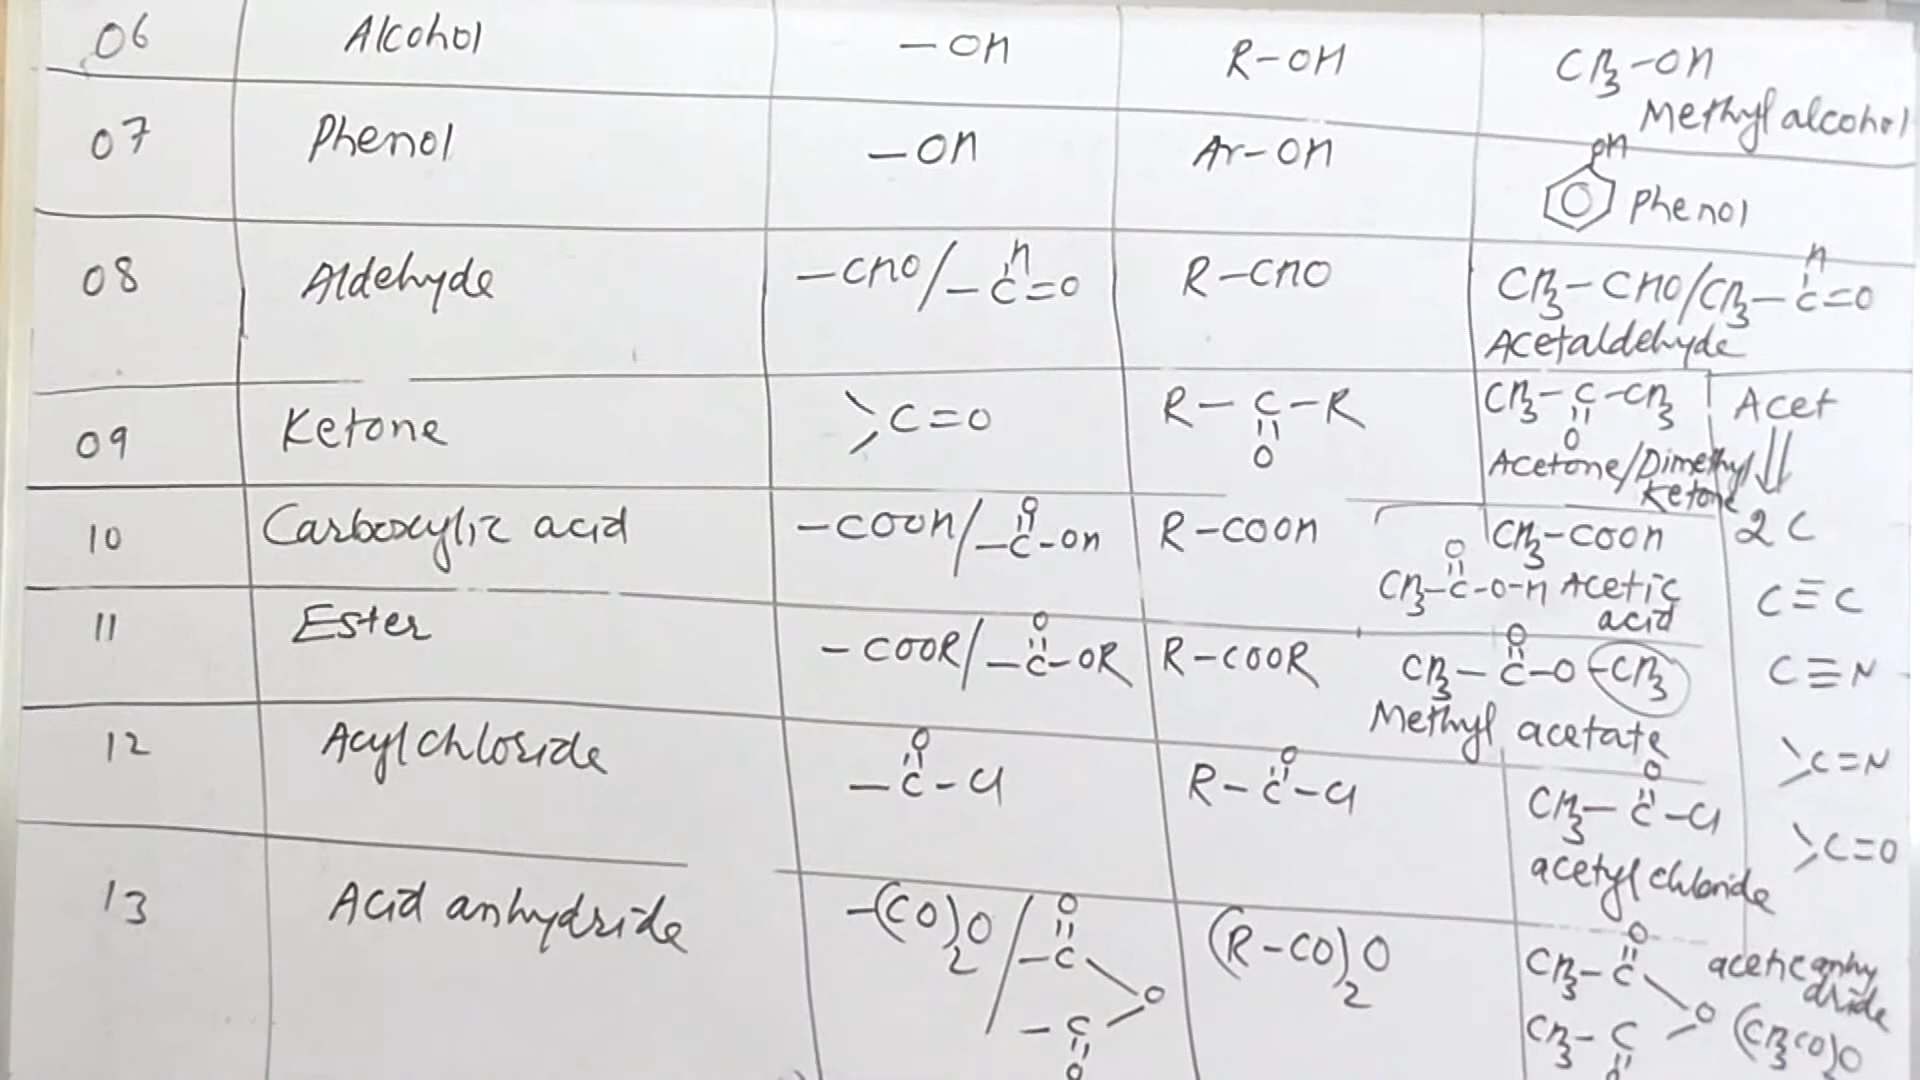 06 Alcohol -OH R-OH CH3-OH
Methyl alcohol
07 Phenol -OH Ar-OH OH
Phenol
08 Aldehyde -CHO/-C=O R-CHO CH3-CHO/CH3-C=O
H H
Acetaldehyde
09 Ketone >C=O R-C-R CH3-C-CH3 Acet
O O
Acetone/Dimethyl
Ketone
10 Carboxylic acid -COOH/-C-OH R-COOH CH3-COOH 2C
O O
CH3-C-O-H Acetic
acid
C≡C
11 Ester -COOR/-C-OR R-COOR CH3-C-O-CH3 C≡N
O O
Methyl acetate
12 Acylchloride -C-Cl R-C-Cl CH3-C-Cl >C=N
O O O
acetyl chloride >C=O
13 Acid anhydride -(CO)2O/-C O (R-CO)2O CH3-C acetic anhy
O O dride
-C O CH3-C O (CH3CO)2O
O O